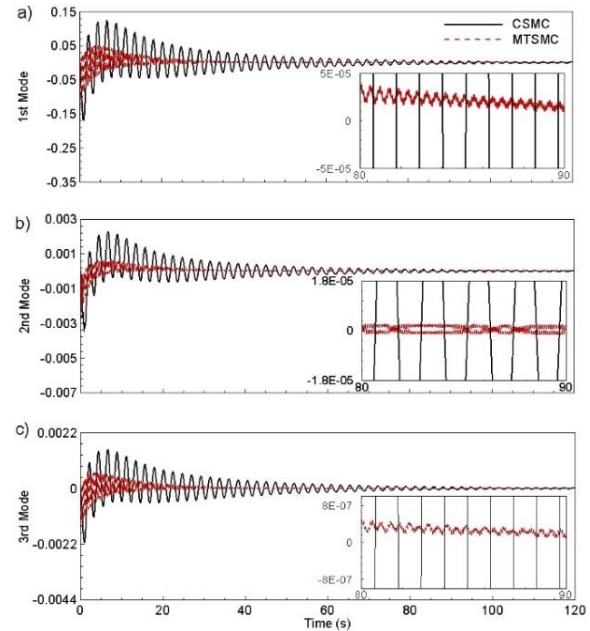 a)
0.15
0.05
-0.05
-0.15
-0.25
-0.35
1st Mode
CSMC
MTSMC
5E-05
0
-5E-05
80
90
b)
0.003
0.001
-0.001
-0.003
-0.005
-0.007
2nd Mode
1.8E-05
0
-1.8E-05
80
90
c)
0.0022
0
-0.0022
-0.0044
3rd Mode
8E-07
0
-8E-07
80
90
0 20 40 60 80 100 120
Time (s)